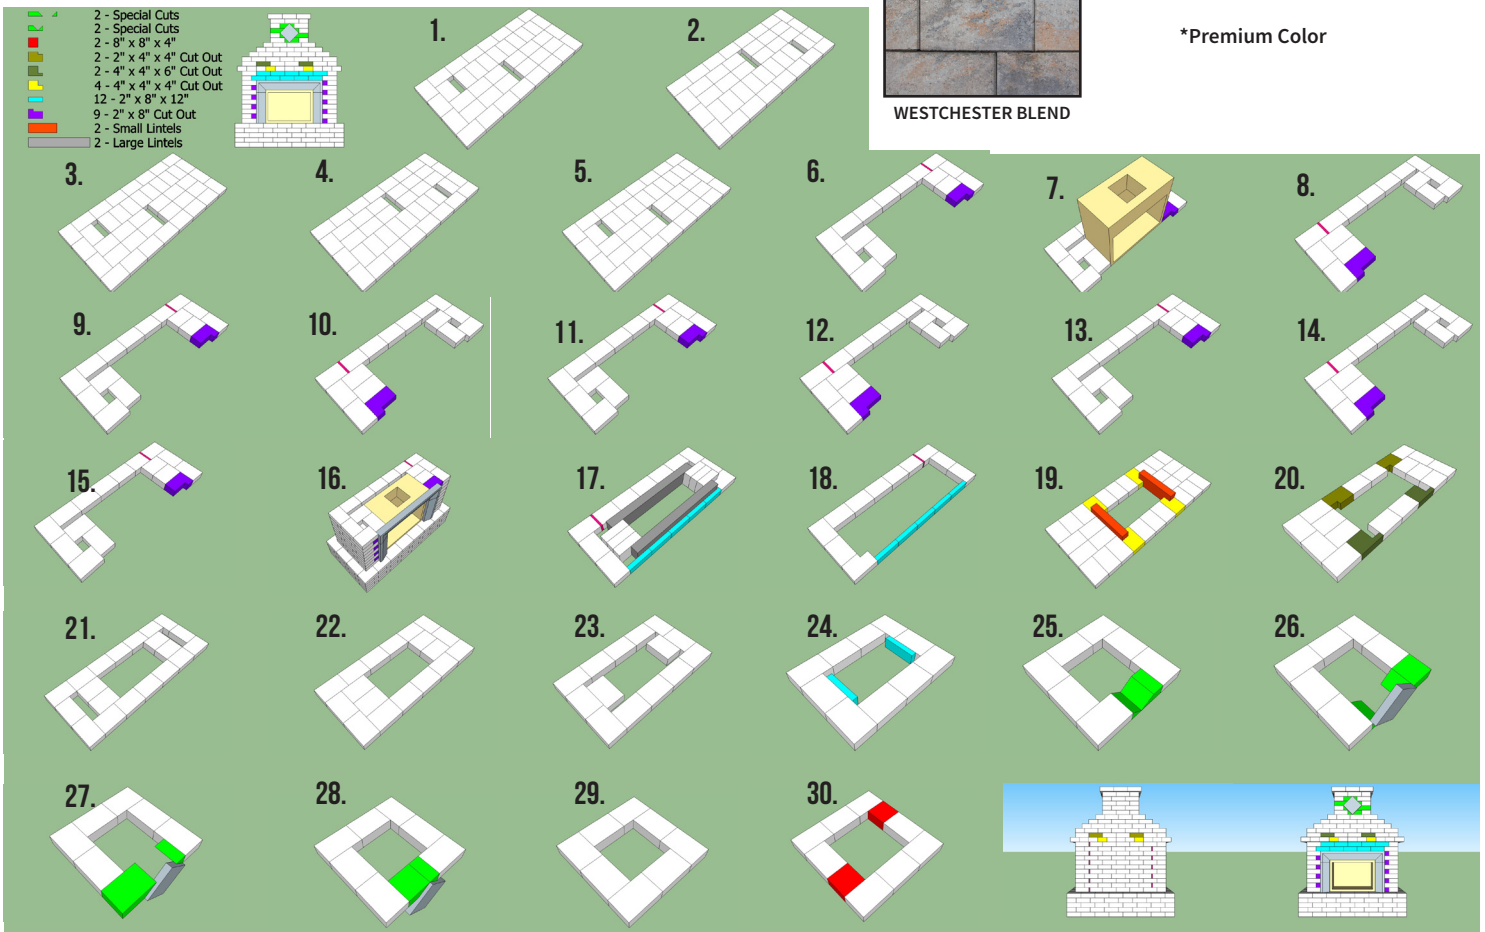 2 - Special Cuts
2 - Special Cuts
2 - 8" x 8" x 4"
2 - 2" x 4" x 4" Cut Out
2 - 4" x 4" x 6" Cut Out
4 - 4" x 4" x 4" Cut Out
12 - 2" x 8" x 12"
9 - 2" x 8" Cut Out
2 - Small Lintels
2 - Large Lintels
1.
2.
WESTCHESTER BLEND
*Premium Color
3.
4.
5.
6.
7.
8.
9.
10.
11.
12.
13.
14.
15.
16.
17.
18.
19.
20.
21.
22.
23.
24.
25.
26.
27.
28.
29.
30.